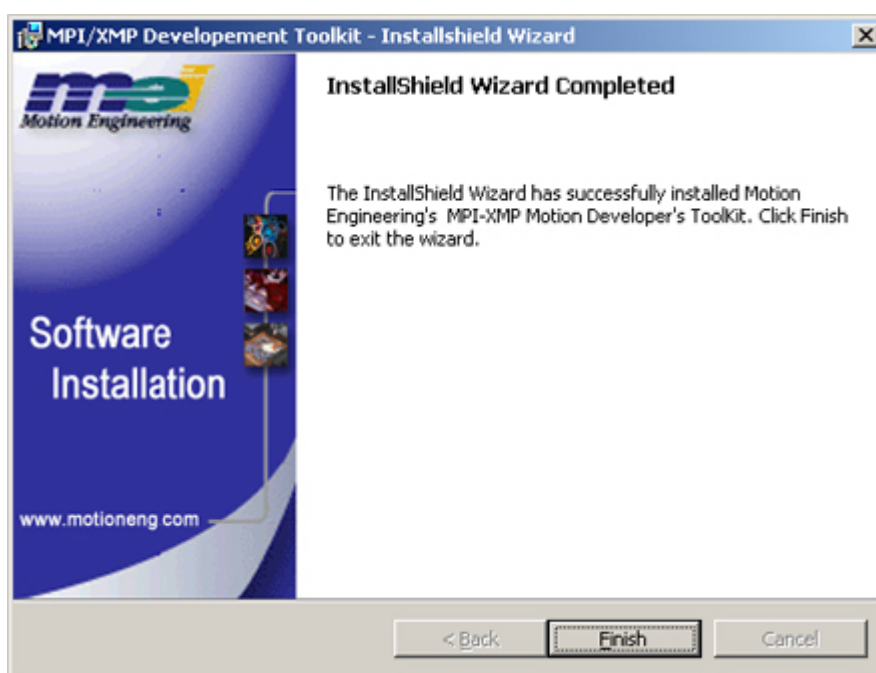 MPI/XMP Developement Toolkit - Installshield Wizard
mei
Motion Engineering
InstallShield Wizard Completed
The InstallShield Wizard has successfully installed Motion
Engineering's MPI-XMP Motion Developer's ToolKit. Click Finish
to exit the wizard.
Software
Installation
www.motioneng.com
< Back
Finish
Cancel